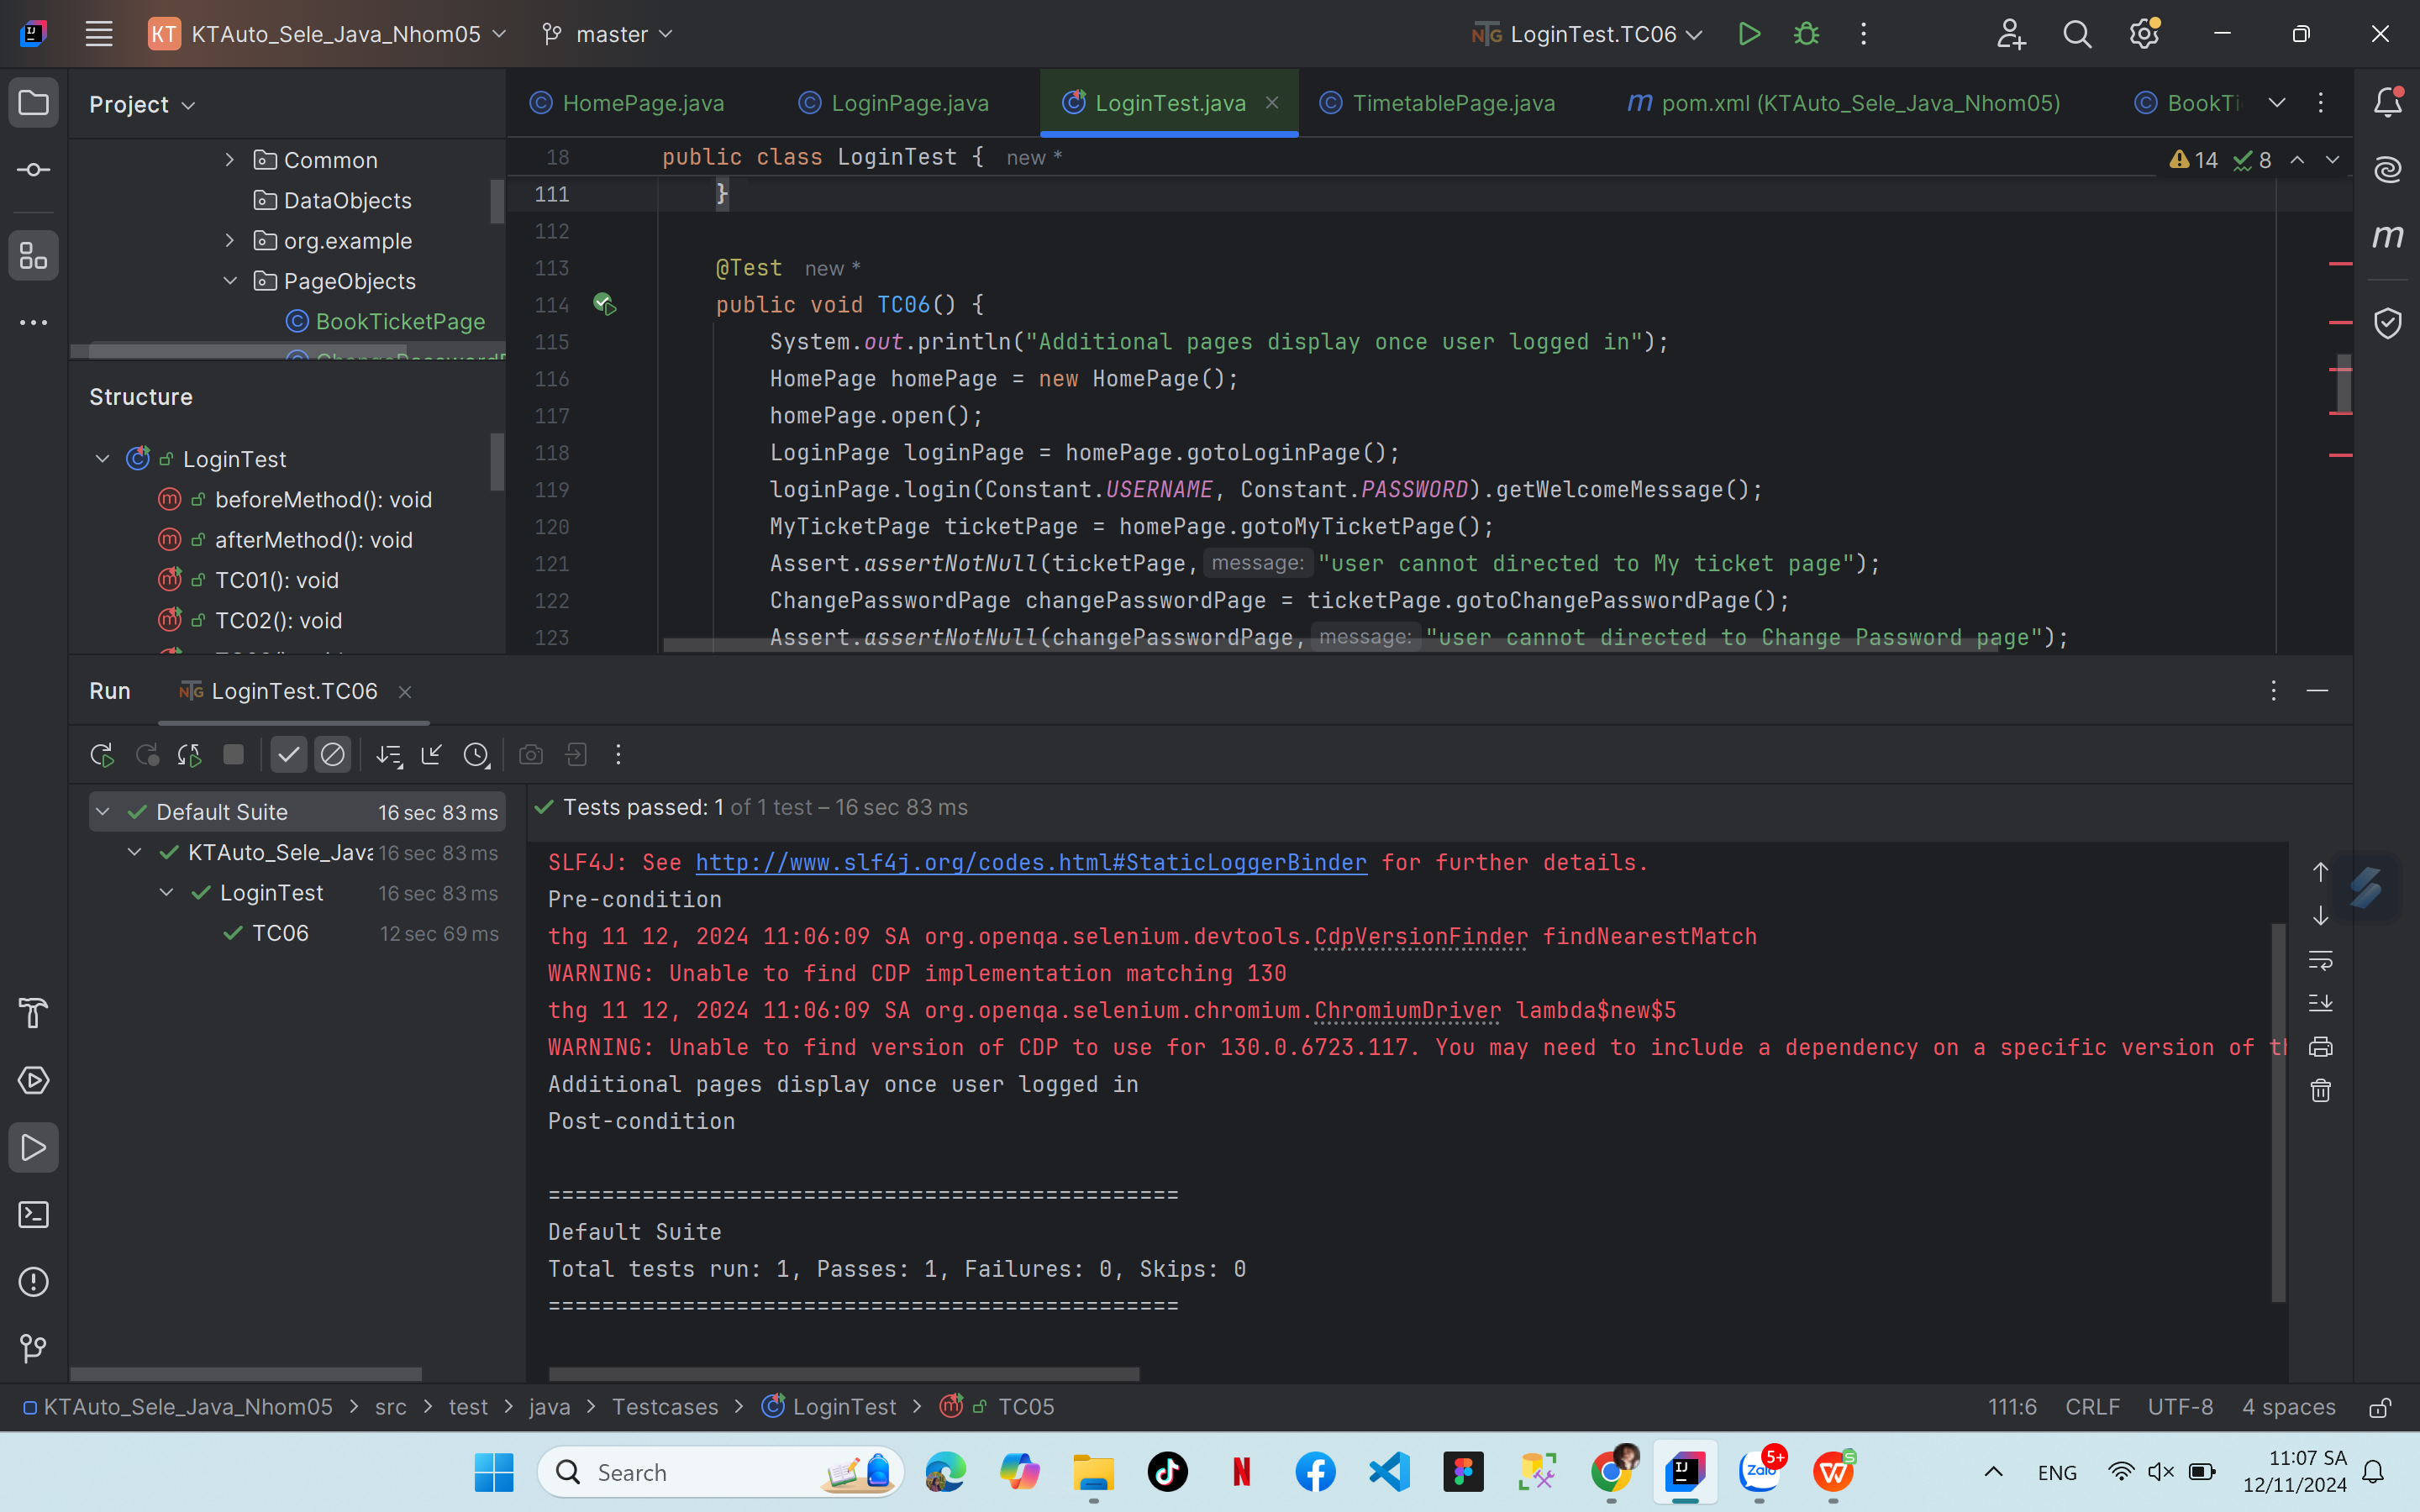 KT KTAuto_Sele_Java_Nhom05 master LoginTest.TC06
Project
HomePage.java LoginPage.java LoginTest.java TimetablePage.java pom.xml (KTAuto_Sele_Java_Nhom05)
Common
DataObjects
org.example
PageObjects
BookTicketPage
Structure
LoginTest
beforeMethod(): void
afterMethod(): void
TC01(): void
TC02(): void
18 public class LoginTest { new * 14 8
111 }
112
113 @Test new *
114 public void TC06() {
115 System.out.println("Additional pages display once user logged in");
116 HomePage homePage = new HomePage();
117 homePage.open();
118 LoginPage loginPage = homePage.gotoLoginPage();
119 loginPage.login(Constant.USERNAME, Constant.PASSWORD).getWelcomeMessage();
120 MyTicketPage ticketPage = homePage.gotoMyTicketPage();
121 Assert.assertNotNull(ticketPage, message: "user cannot directed to My ticket page");
122 ChangePasswordPage changePasswordPage = ticketPage.gotoChangePasswordPage();
123 Assert.assertNotNull(changePasswordPage, message: "user cannot directed to Change Password page");
Run LoginTest.TC06
Default Suite 16 sec 83 ms
KTAuto_Sele_Java 16 sec 83 ms
LoginTest 16 sec 83 ms
TC06 12 sec 69 ms
Tests passed: 1 of 1 test – 16 sec 83 ms
SLF4J: See http://www.slf4j.org/codes.html#StaticLoggerBinder for further details.
Pre-condition
thg 11 12, 2024 11:06:09 SA org.openqa.selenium.devtools.CdpVersionFinder findNearestMatch
WARNING: Unable to find CDP implementation matching 130
thg 11 12, 2024 11:06:09 SA org.openqa.selenium.chromium.ChromiumDriver lambda$new$5
WARNING: Unable to find version of CDP to use for 130.0.6723.117. You may need to include a dependency on a specific version of
Additional pages display once user logged in
Post-condition
===============================================
Default Suite
Total tests run: 1, Passes: 1, Failures: 0, Skips: 0
===============================================
KTAuto_Sele_Java_Nhom05 > src > test > java > Testcases > LoginTest > TC05 111:6 CRLF UTF-8 4 spaces
Search Zalo 5+ ENG 11:07 SA
12/11/2024